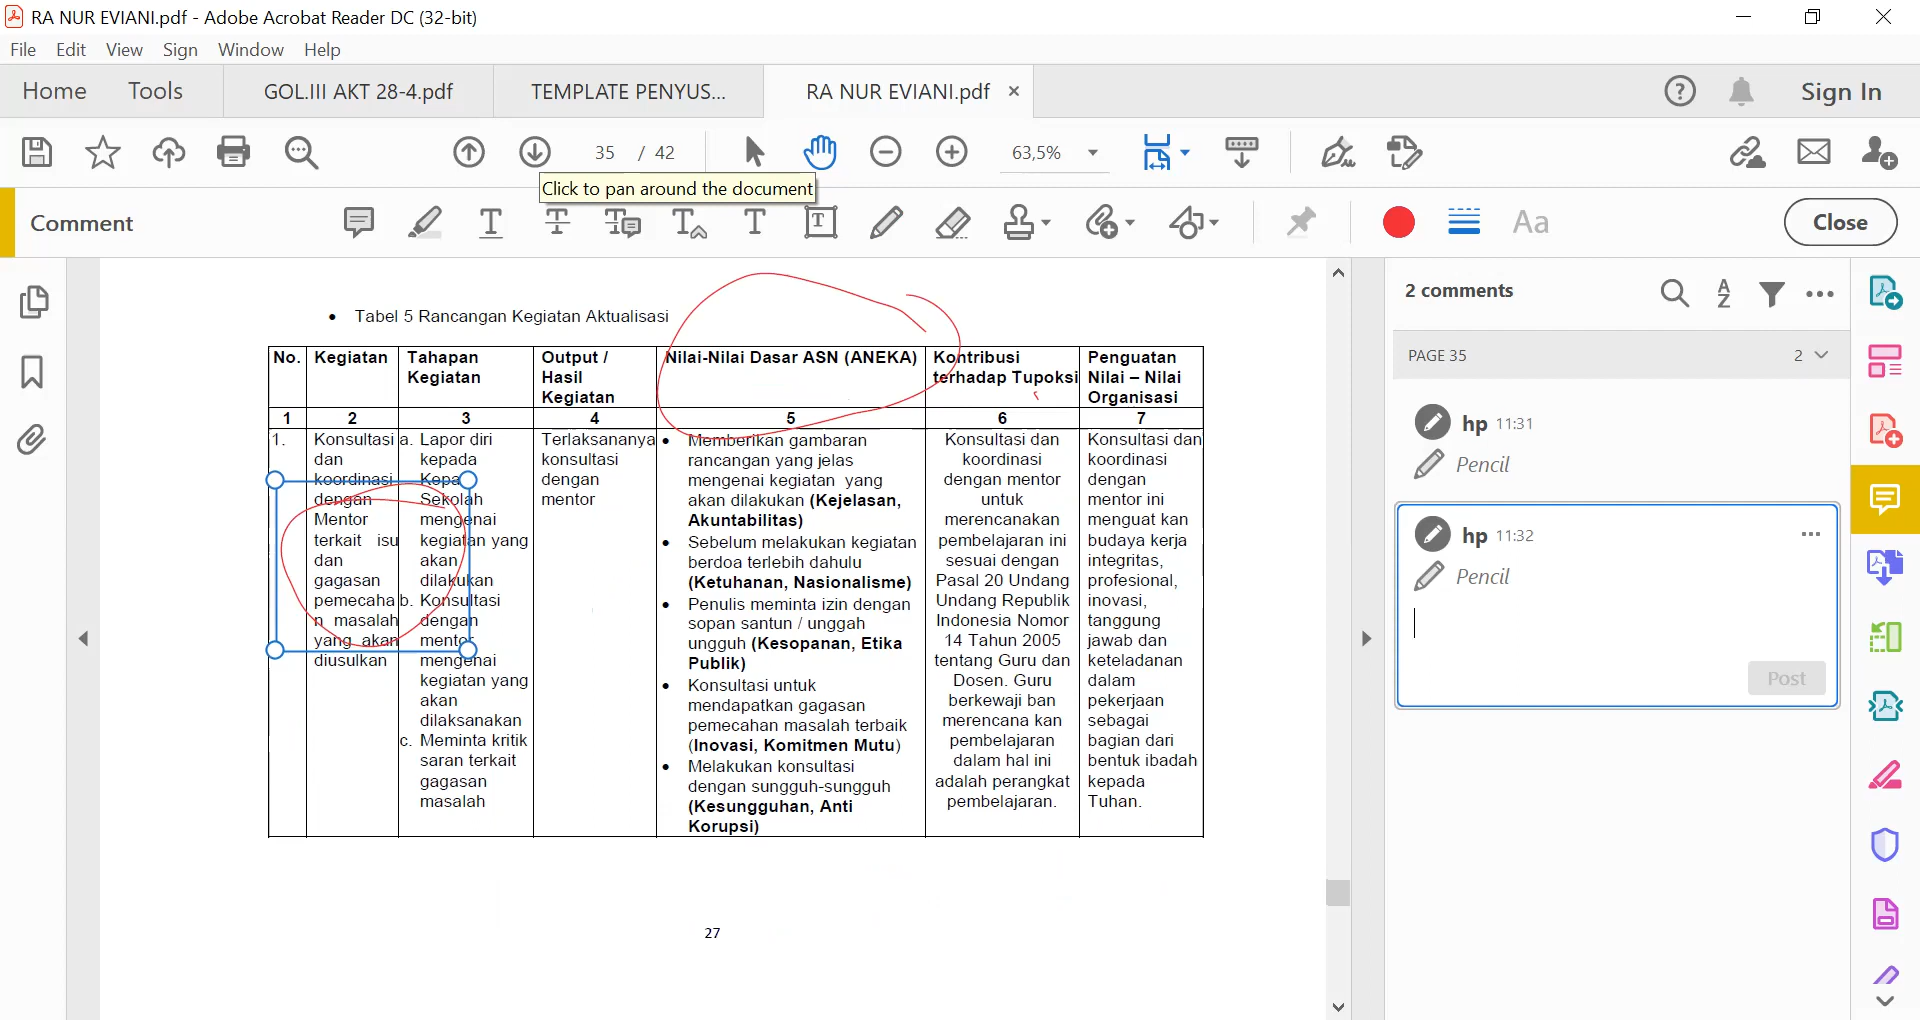 RA NUR EVIANI.pdf - Adobe Acrobat Reader DC (32-bit)
File Edit View Sign Window Help
Home Tools GOL.III AKT 28-4.pdf TEMPLATE PENYUS... RA NUR EVIANI.pdf × Sign In
35 / 42 63,5%
Click to pan around the document
Comment Aa Close
2 comments
PAGE 35 2
hp 11:31
Pencil
hp 11:32
Pencil
Post
• Tabel 5 Rancangan Kegiatan Aktualisasi
No.
Kegiatan
Tahapan
Kegiatan
Output /
Hasil
Kegiatan
Nilai-Nilai Dasar ASN (ANEKA)
Kontribusi
terhadap Tupoksi
Penguatan
Nilai – Nilai
Organisasi
1 2 3 4 5 6 7
1.
Konsultasi
dan
koordinasi
dengan
Mentor
terkait isu
dan
gagasan
pemecaha
n masalah
yang akan
diusulkan
a. Lapor diri
kepada
Kepala
Sekolah
mengenai
kegiatan yang
akan
dilakukan
b. Konsultasi
dengan
mentor
mengenai
kegiatan yang
akan
dilaksanakan
c. Meminta kritik
saran terkait
gagasan
masalah
Terlaksananya
konsultasi
dengan
mentor
• Memberikan gambaran
rancangan yang jelas
mengenai kegiatan yang
akan dilakukan (Kejelasan,
Akuntabilitas)
• Sebelum melakukan kegiatan
berdoa terlebih dahulu
(Ketuhanan, Nasionalisme)
• Penulis meminta izin dengan
sopan santun / unggah
ungguh (Kesopanan, Etika
Publik)
• Konsultasi untuk
mendapatkan gagasan
pemecahan masalah terbaik
(Inovasi, Komitmen Mutu)
• Melakukan konsultasi
dengan sungguh-sungguh
(Kesungguhan, Anti
Korupsi)
Konsultasi dan
koordinasi
dengan mentor
untuk
merencanakan
pembelajaran ini
sesuai dengan
Pasal 20 Undang
Undang Republik
Indonesia Nomor
14 Tahun 2005
tentang Guru dan
Dosen. Guru
berkewaji ban
merencana kan
pembelajaran
dalam hal ini
adalah perangkat
pembelajaran.
Konsultasi dan
koordinasi
dengan
mentor ini
menguat kan
budaya kerja
integritas,
profesional,
inovasi,
tanggung
jawab dan
keteladanan
dalam
pekerjaan
sebagai
bagian dari
bentuk ibadah
kepada
Tuhan.
27